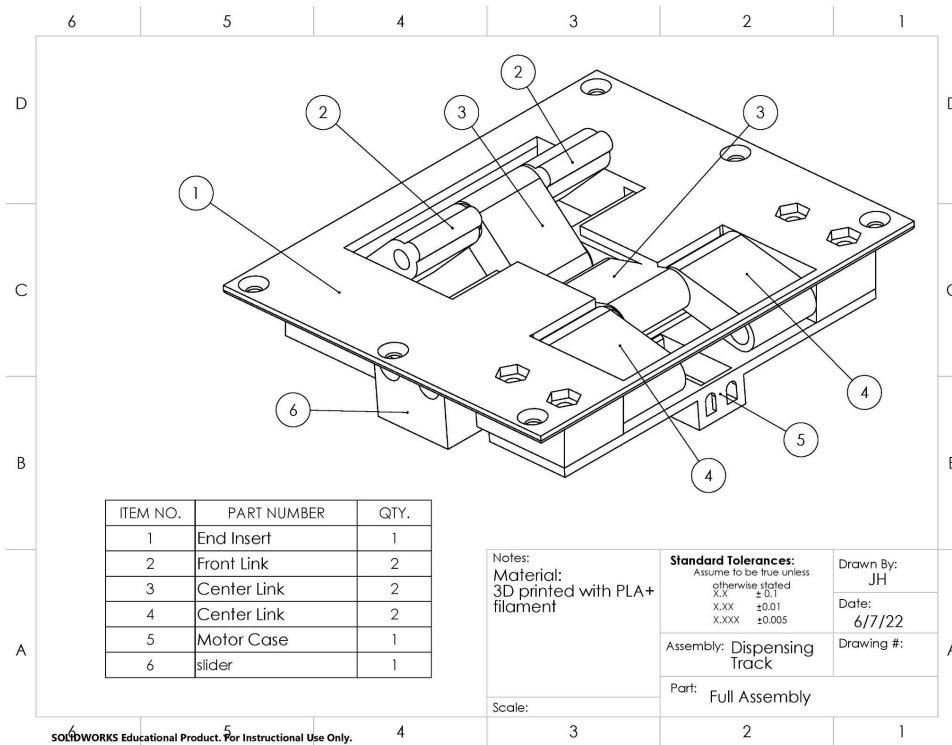 6 5 4 3 2 1
D D
C C
B B
A A
2
2
3
3
1
6
4
4
5
ITEM NO. PART NUMBER QTY.
1 End Insert 1
2 Front Link 2
3 Center Link 2
4 Center Link 2
5 Motor Case 1
6 slider 1
Notes:
Material:
3D printed with PLA+
filament
Scale:
Standard Tolerances:
Assume to be true unless
otherwise stated
X.X ± 0.1
X.XX ±0.01
X.XXX ±0.005
Assembly: Dispensing
Track
Part: Full Assembly
Drawn By:
JH
Date:
6/7/22
Drawing #:
6 5 4 3 2 1
SOLIDWORKS Educational Product. For Instructional Use Only.